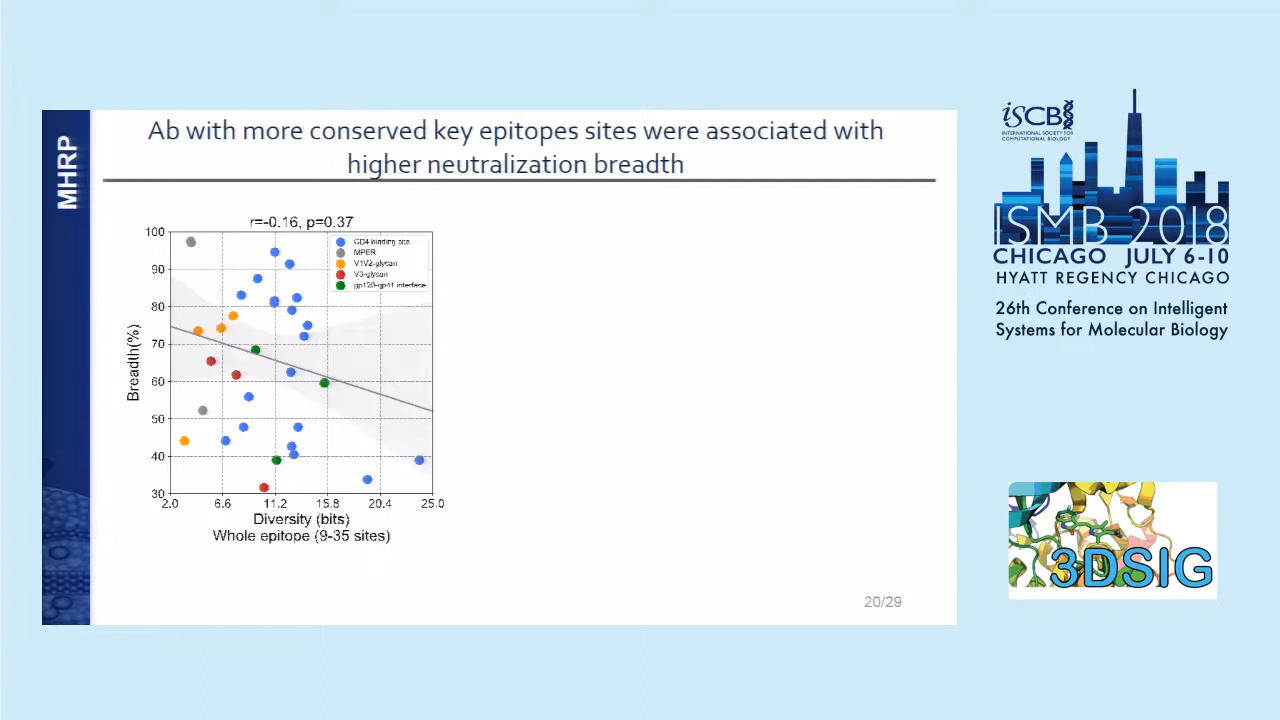 MHRP
Ab with more conserved key epitopes sites were associated with
higher neutralization breadth
r=-0.16, p=0.37
100
90
80
70
60
50
40
30
Breadth(%)
CD4 binding site
MPER
V1V2-glycan
V3-glycan
gp120-gp41 interface
2.0 6.6 11.2 15.8 20.4 25.0
Diversity (bits)
Whole epitope (9-35 sites)
20/29
iSCB
INTERNATIONAL SOCIETY FOR
COMPUTATIONAL BIOLOGY
ISMB 2018
CHICAGO JULY 6-10
HYATT REGENCY CHICAGO
26th Conference on Intelligent
Systems for Molecular Biology
3DSIG